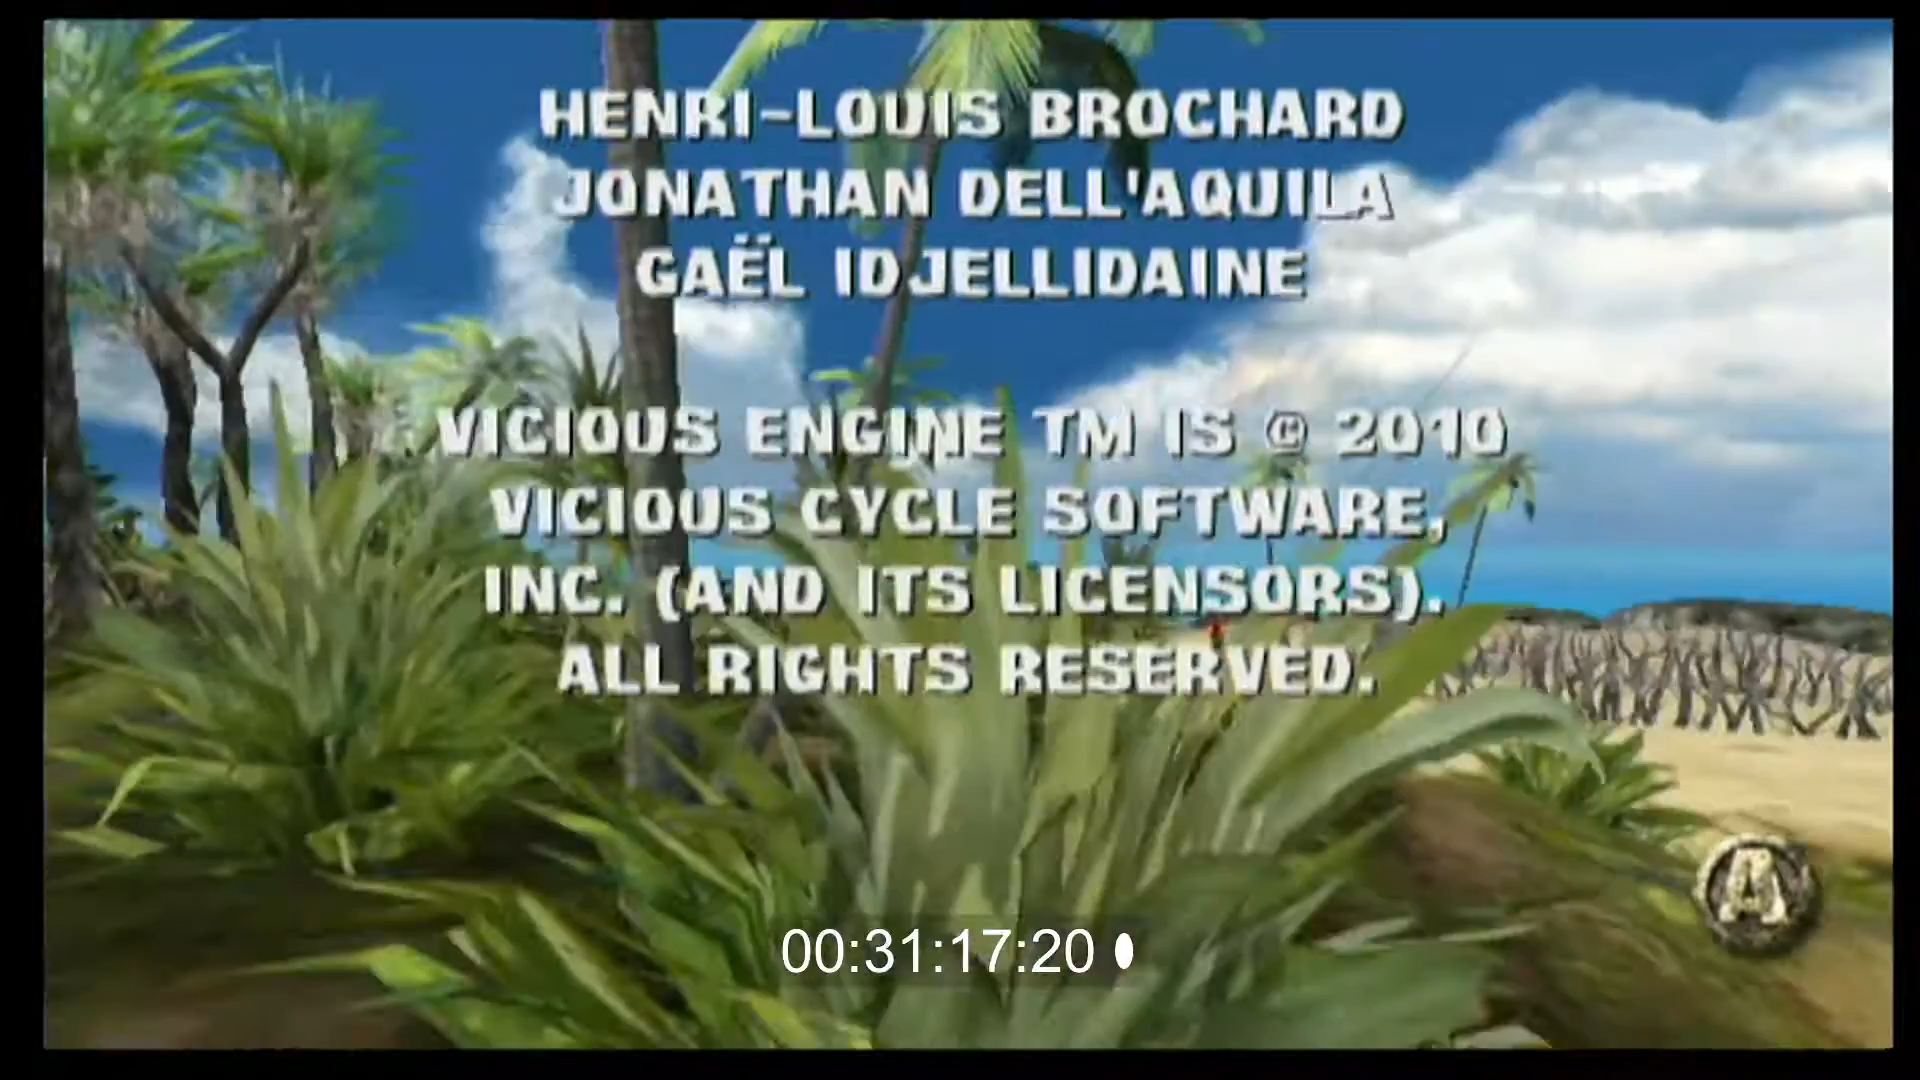 HENRI-LOUIS BROCHARD
JONATHAN DELL'AQUILA
GAËL IDJELLIDAINE
VICIOUS ENGINE TM IS © 2010
VICIOUS CYCLE SOFTWARE,
INC. (AND ITS LICENSORS).
ALL RIGHTS RESERVED.
A
00:31:17:20